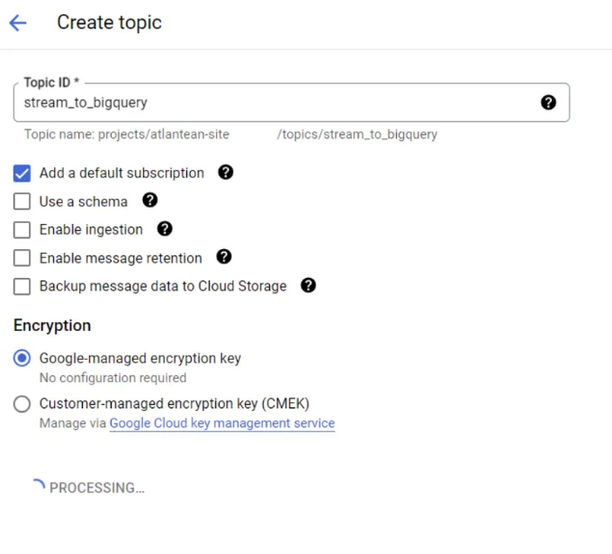 Create topic
Topic ID *
stream_to_bigquery
Topic name: projects/atlantean-site /topics/stream_to_bigquery
Add a default subscription
Use a schema
Enable ingestion
Enable message retention
Backup message data to Cloud Storage
Encryption
Google-managed encryption key
No configuration required
Customer-managed encryption key (CMEK)
Manage via Google Cloud key management service
PROCESSING...